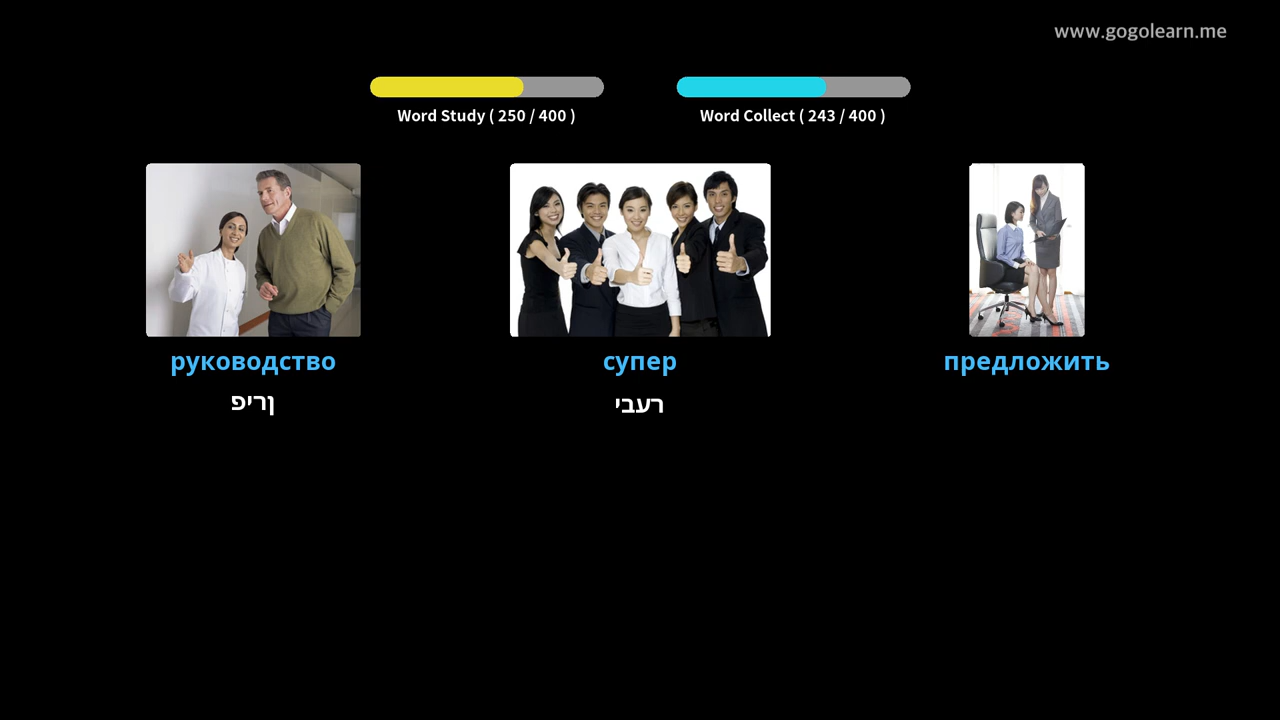 www.gogolearn.me
Word Study ( 250 / 400 )
Word Collect ( 243 / 400 )
руководство
супер
предложить
ןריפ
רעבי